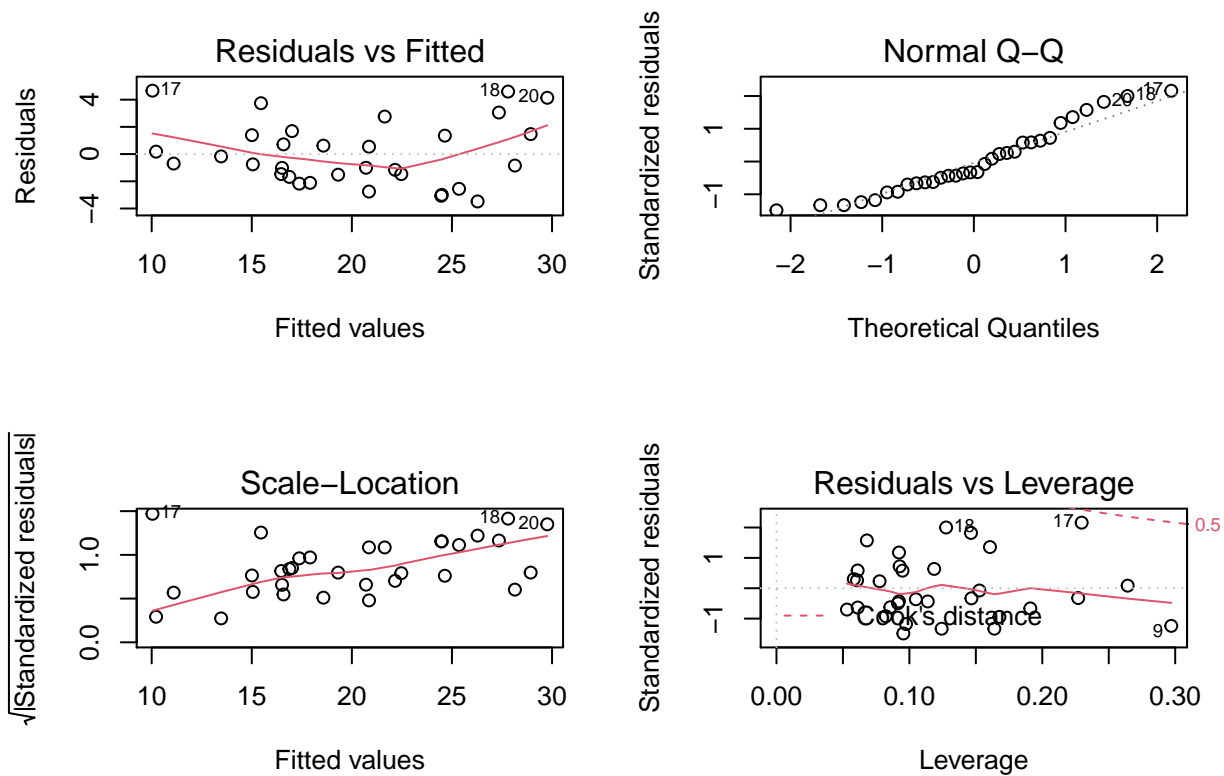 Residuals vs Fitted
Residuals
4
0
−4
17
18
20
10 15 20 25 30
Fitted values
Normal Q−Q
Standardized residuals
1
−1
20
18
17
−2 −1 0 1 2
Theoretical Quantiles
Scale−Location
√|Standardized residuals|
1.0
0.0
17
18
20
10 15 20 25 30
Fitted values
Residuals vs Leverage
Standardized residuals
1
−1
18
17
0.5
Cook's distance
9
0.00 0.10 0.20 0.30
Leverage